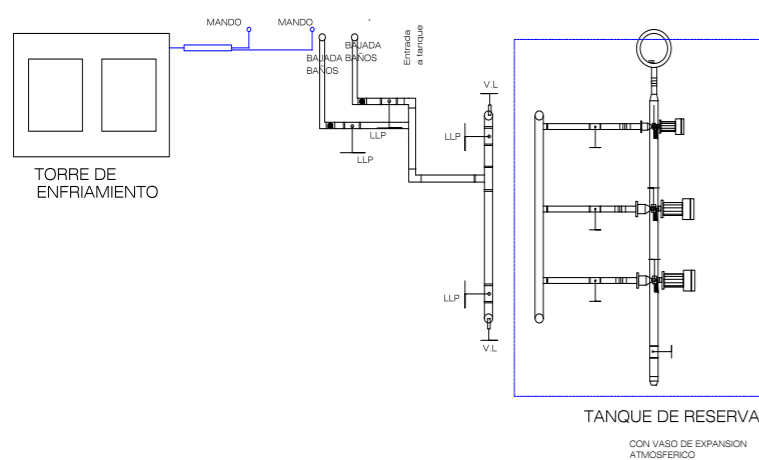 MANDO
MANDO
BAJADA
BAÑOS
BAJADA
BAÑOS
Entrada
a tanque
V.L
LLP
LLP
LLP
TORRE DE
ENFRIAMIENTO
LLP
V.L
TANQUE DE RESERVA
CON VASO DE EXPANSION
ATMOSFERICO